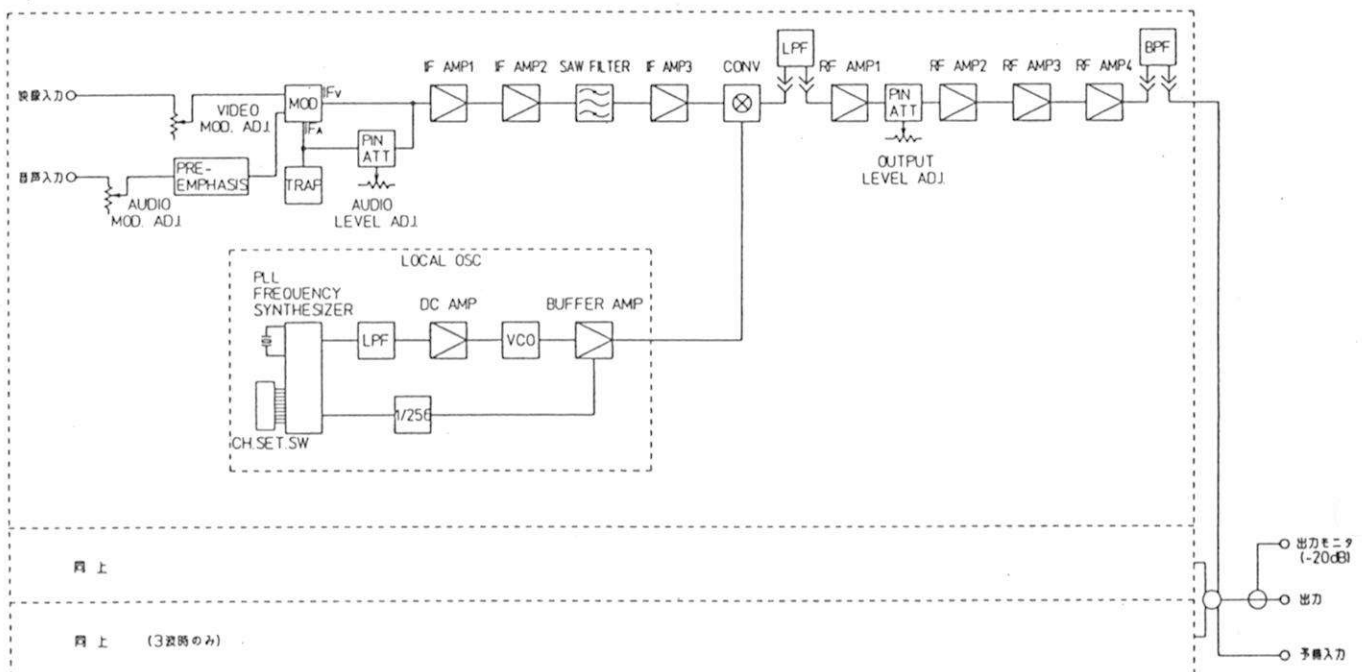 LPF
BPF
IF AMP1
IF AMP2
SAW FILTER
IF AMP3
CONV
RF AMP1
RF AMP2
RF AMP3
RF AMP4
映像入力
VIDEO
MOD. ADJ.
MOD
IFV
IFA
PIN
ATT
PIN
ATT
OUTPUT
LEVEL ADJ.
音声入力
AUDIO
MOD. ADJ.
PRE-
EMPHASIS
TRAP
AUDIO
LEVEL ADJ.
LOCAL OSC
PLL
FREQUENCY
SYNTHESIZER
DC AMP
BUFFER AMP
LPF
VCO
1/256
CH.SET.SW
同 上
同 上 (3波時のみ)
出力モニタ
(-20dB)
出力
予備入力